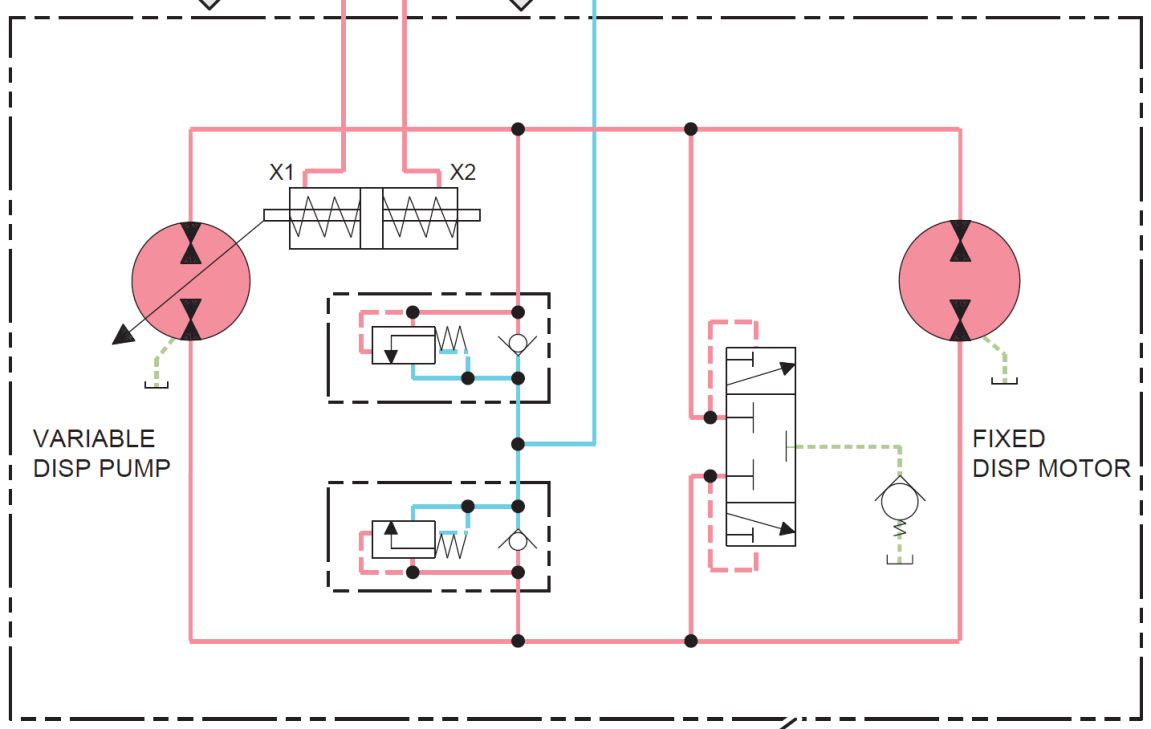 X1
X2
VARIABLE
DISP PUMP
FIXED
DISP MOTOR